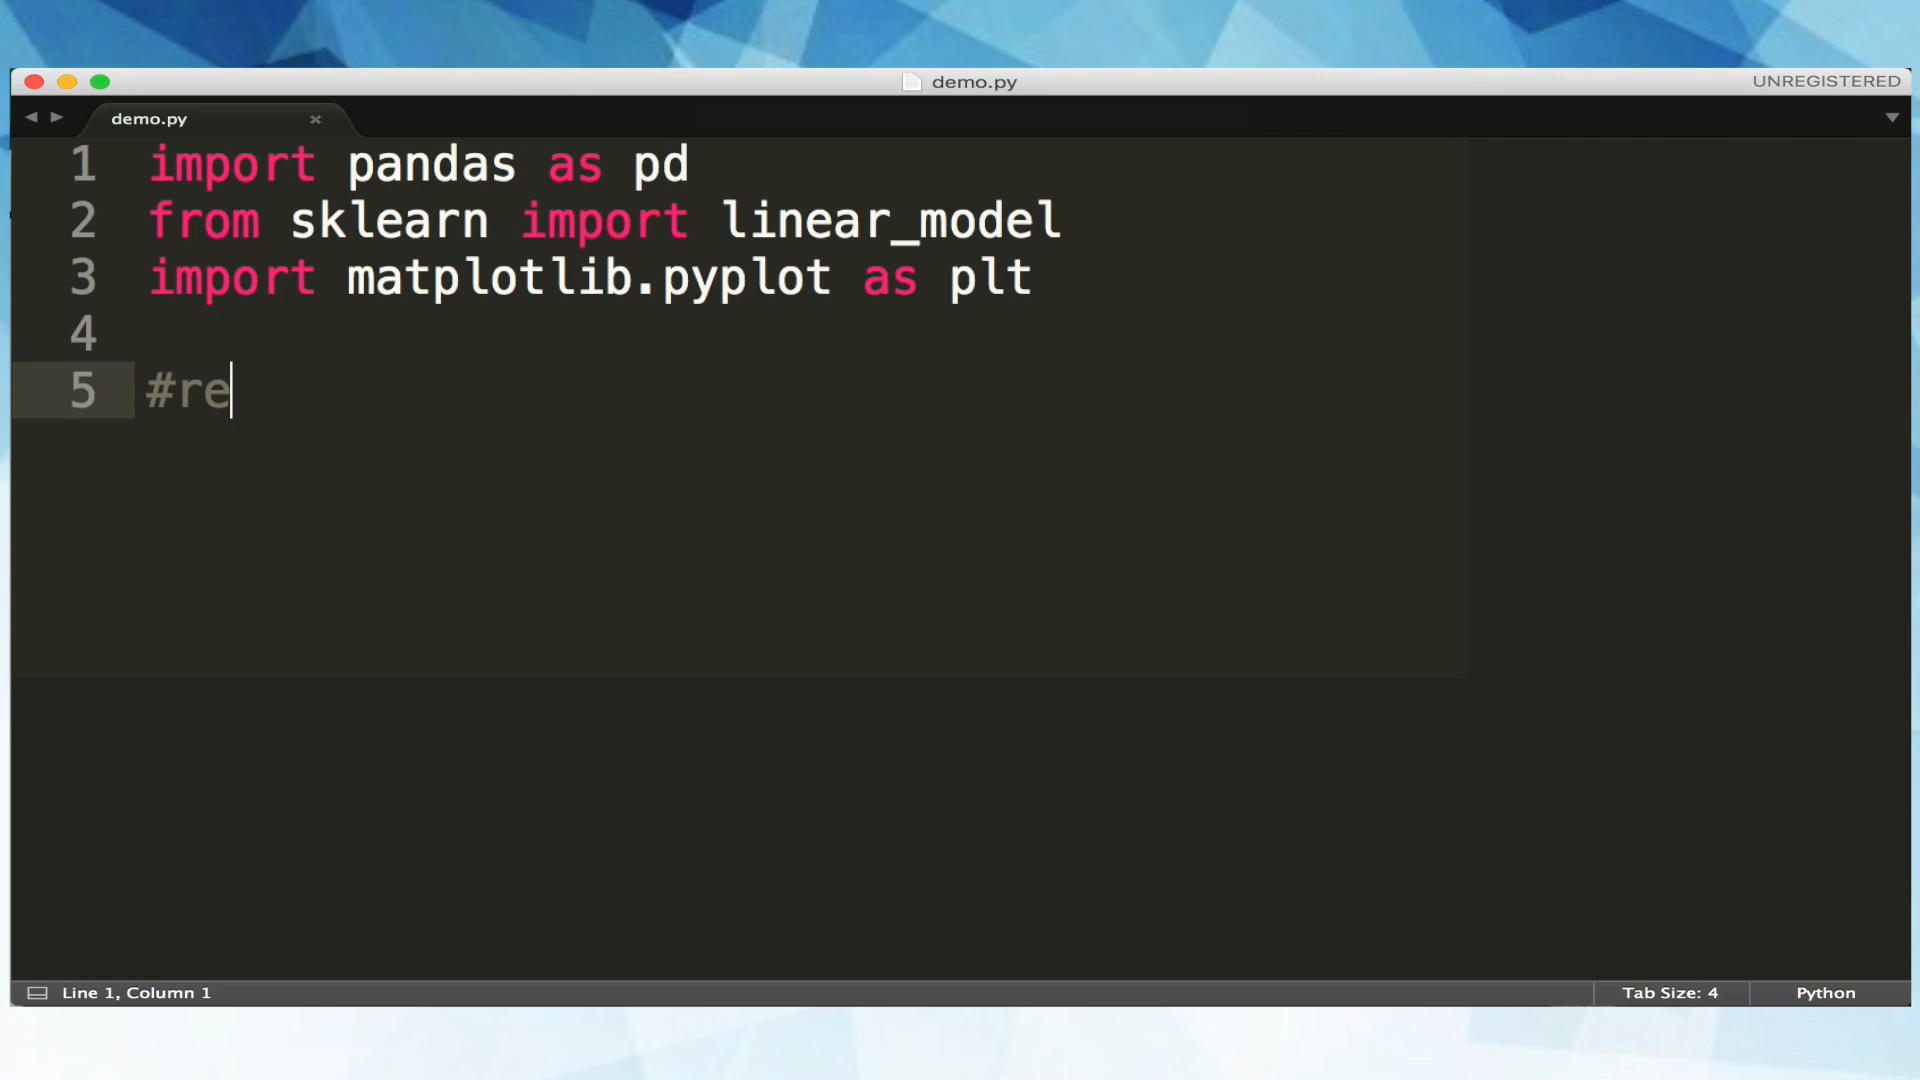 demo.py
UNREGISTERED
demo.py
1 import pandas as pd
2 from sklearn import linear_model
3 import matplotlib.pyplot as plt
4
5 #re
Line 1, Column 1
Tab Size: 4
Python